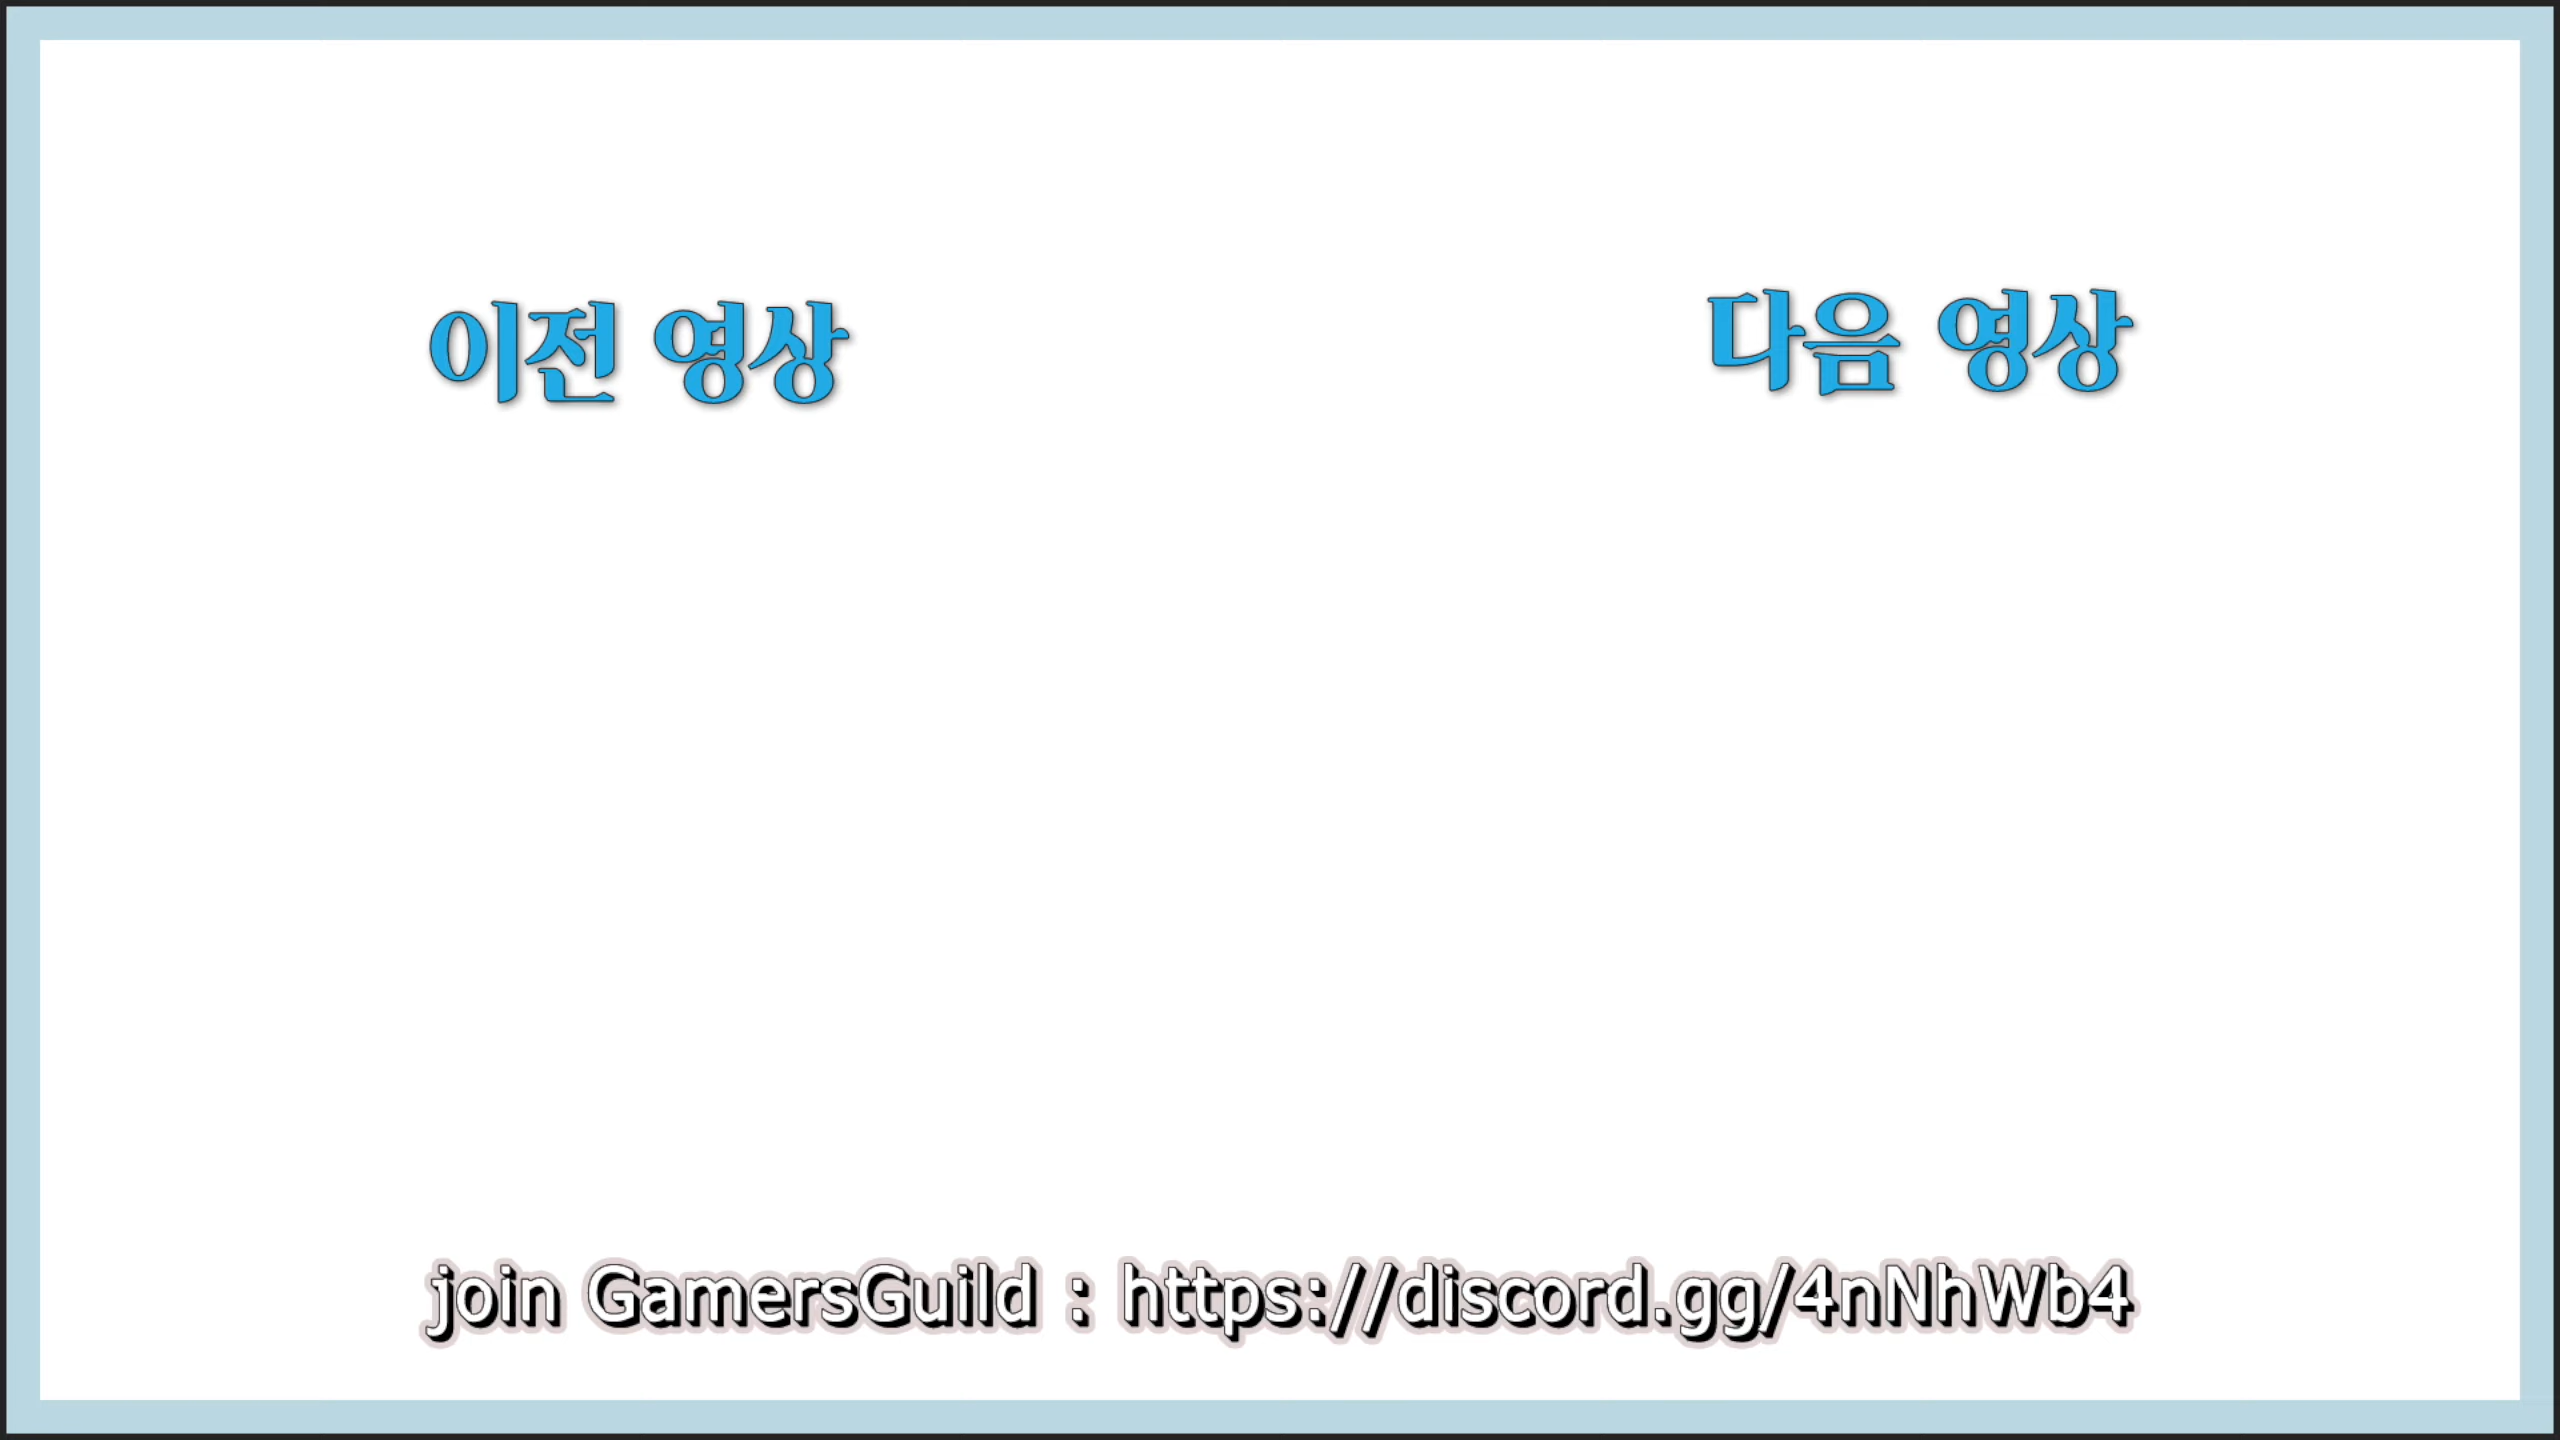 이전 영상
다음 영상
join GamersGuild : https://discord.gg/4nNhWb4